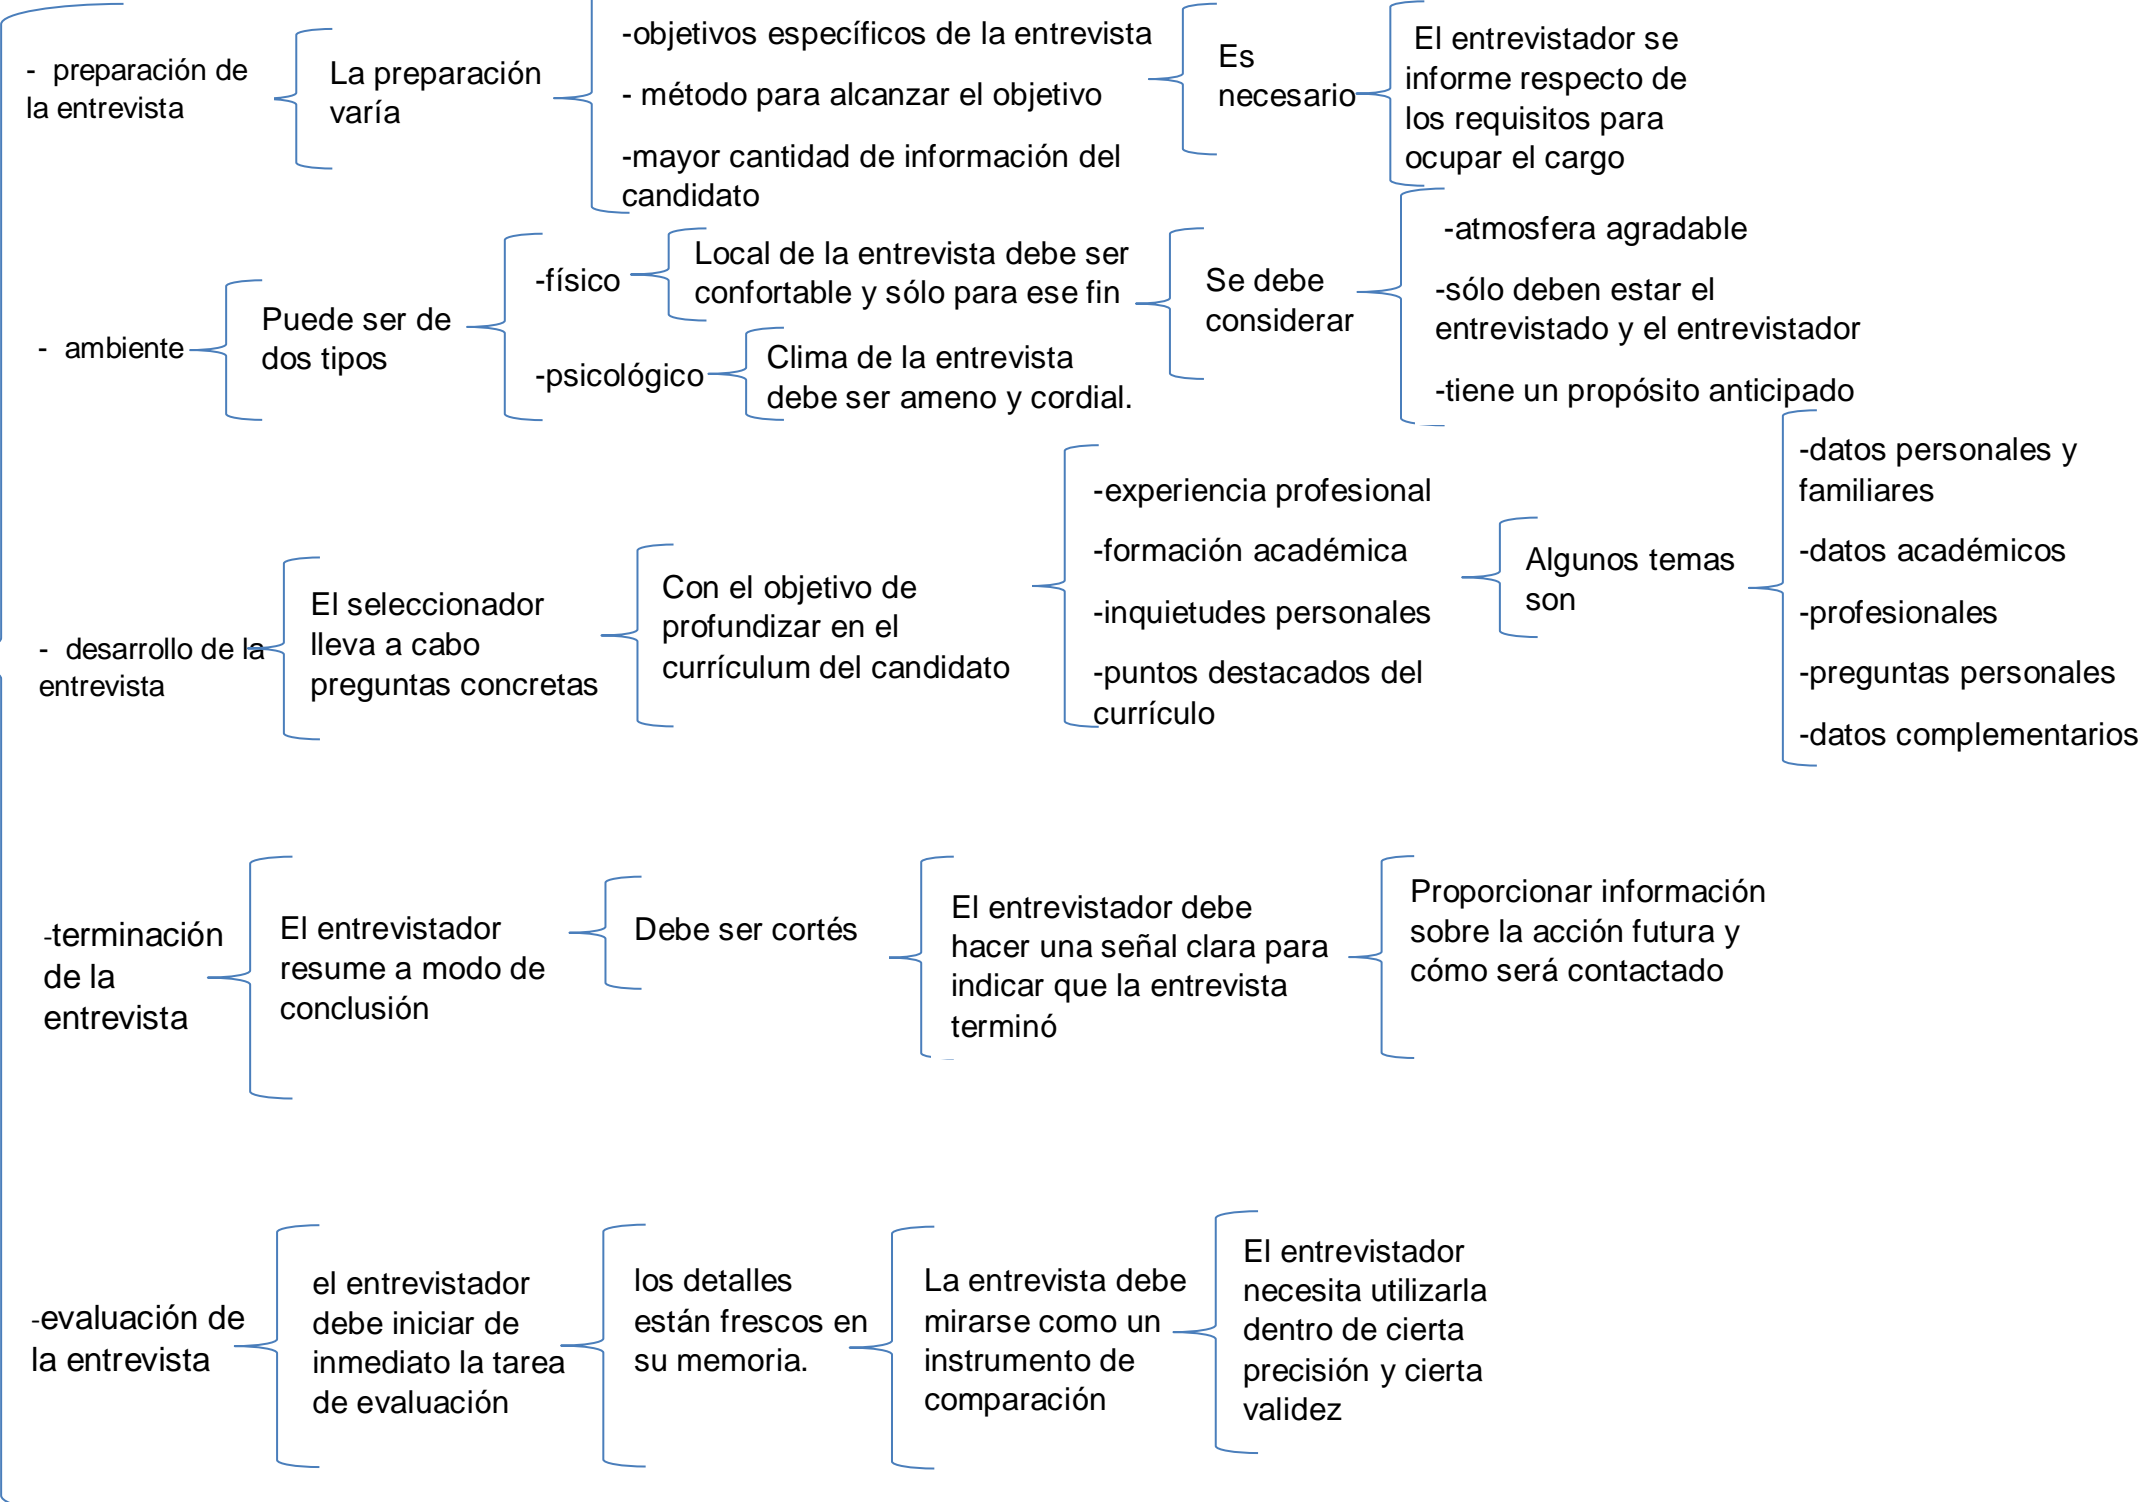 - preparación de
la entrevista
La preparación
varía
-objetivos específicos de la entrevista
- método para alcanzar el objetivo
-mayor cantidad de información del
candidato
Es
necesario
El entrevistador se
informe respecto de
los requisitos para
ocupar el cargo
- ambiente
Puede ser de
dos tipos
-físico
Local de la entrevista debe ser
confortable y sólo para ese fin
-psicológico
Clima de la entrevista
debe ser ameno y cordial.
Se debe
considerar
-atmosfera agradable
-sólo deben estar el
entrevistado y el entrevistador
-tiene un propósito anticipado
- desarrollo de la
entrevista
El seleccionador
lleva a cabo
preguntas concretas
Con el objetivo de
profundizar en el
currículum del candidato
-experiencia profesional
-formación académica
-inquietudes personales
-puntos destacados del
currículo
Algunos temas
son
-datos personales y
familiares
-datos académicos
-profesionales
-preguntas personales
-datos complementarios
-terminación
de la
entrevista
El entrevistador
resume a modo de
conclusión
Debe ser cortés
El entrevistador debe
hacer una señal clara para
indicar que la entrevista
terminó
Proporcionar información
sobre la acción futura y
cómo será contactado
-evaluación de
la entrevista
el entrevistador
debe iniciar de
inmediato la tarea
de evaluación
los detalles
están frescos en
su memoria.
La entrevista debe
mirarse como un
instrumento de
comparación
El entrevistador
necesita utilizarla
dentro de cierta
precisión y cierta
validez